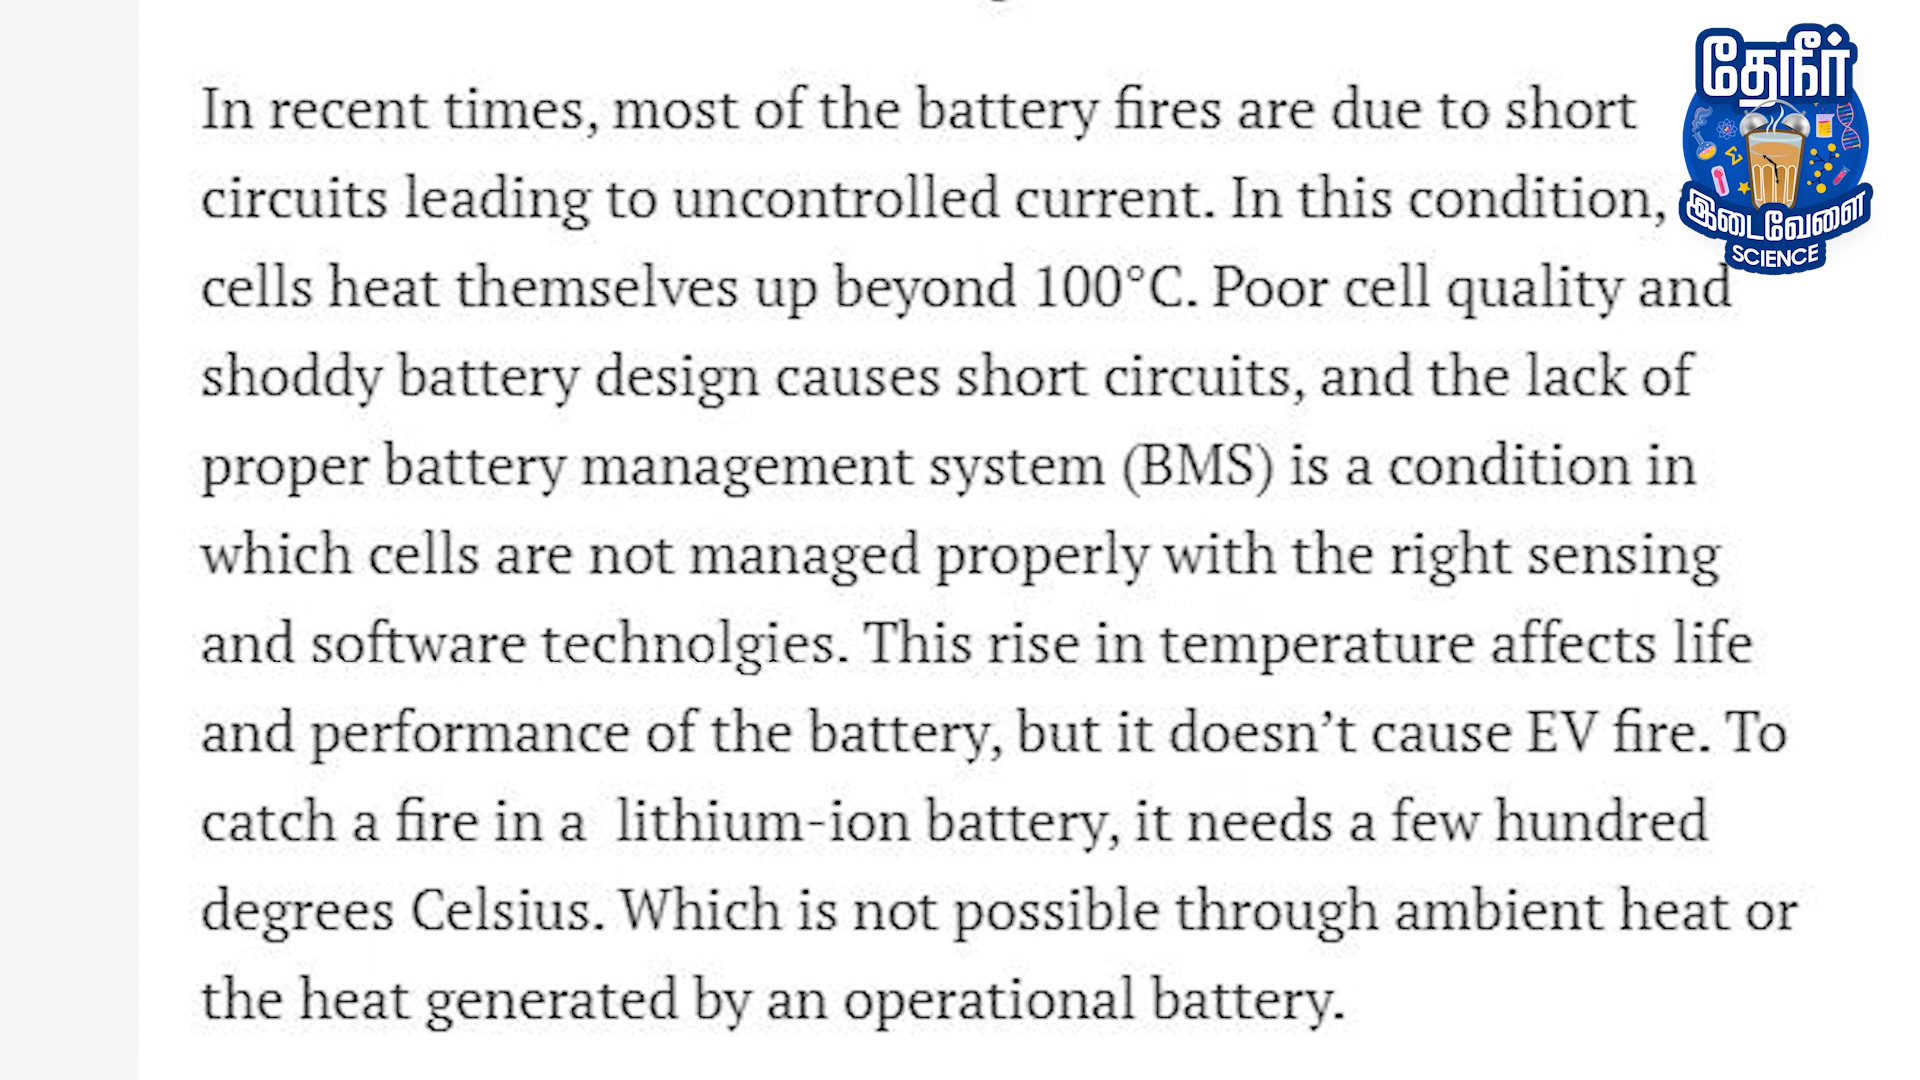 In recent times, most of the battery fires are due to short
circuits leading to uncontrolled current. In this condition,
cells heat themselves up beyond 100°C. Poor cell quality and
shoddy battery design causes short circuits, and the lack of
proper battery management system (BMS) is a condition in
which cells are not managed properly with the right sensing
and software technolgies. This rise in temperature affects life
and performance of the battery, but it doesn’t cause EV fire. To
catch a fire in a lithium-ion battery, it needs a few hundred
degrees Celsius. Which is not possible through ambient heat or
the heat generated by an operational battery.
தேநீர்
இடைவேளை
SCIENCE